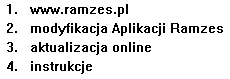 1. www.ramzes.pl
2. modyfikacja Aplikacji Ramzes
3. aktualizacja online
4. instrukcje